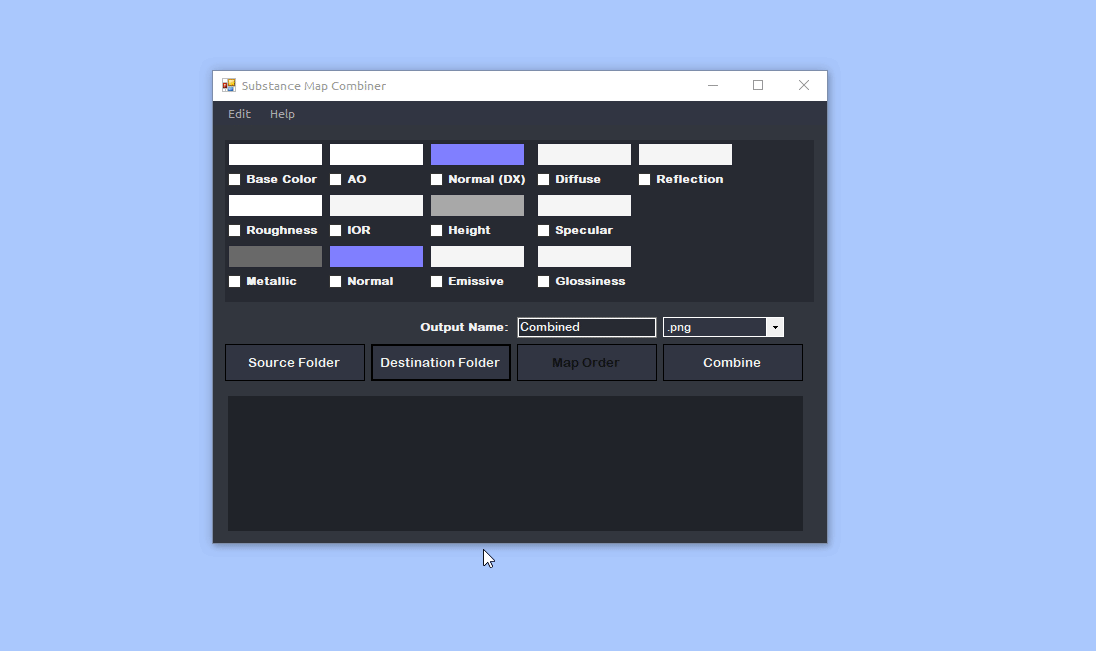 Substance Map Combiner
Edit Help
Base Color AO Normal (DX) Diffuse Reflection
Roughness IOR Height Specular
Metallic Normal Emissive Glossiness
Output Name: Combined .png
Source Folder Destination Folder Map Order Combine